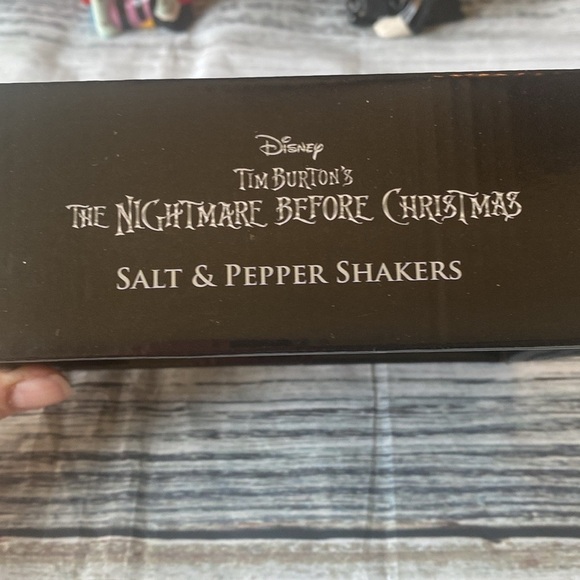 Disney
Tim Burton's
The Nightmare Before Christmas
Salt & Pepper Shakers